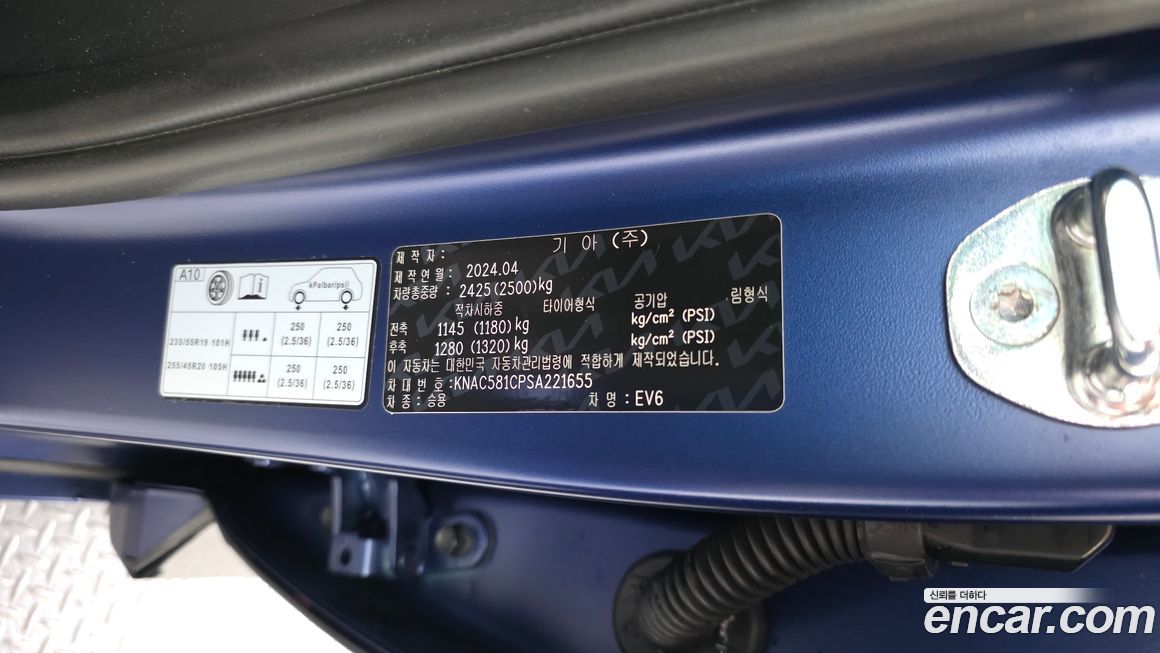 A10
kPa(bar/psi)
235/55R19 101H
250 (2.5/36)
250 (2.5/36)
255/45R20 105H
250 (2.5/36)
250 (2.5/36)
제 작 자 : 기 아 (주)
제 작 연 월 : 2024.04
차량총중량 : 2425 (2500)kg
적차시하중 타이어형식 공기압 림형식
전축 1145 (1180)kg kg/cm² (PSI)
후축 1280 (1320)kg kg/cm² (PSI)
이 자동차는 대한민국 자동차관리법령에 적합하게 제작되었습니다.
차 대 번 호 : KNAC581CPSA221655
차 종 : 승용 차 명 : EV6
신뢰를 더하다
encar.com